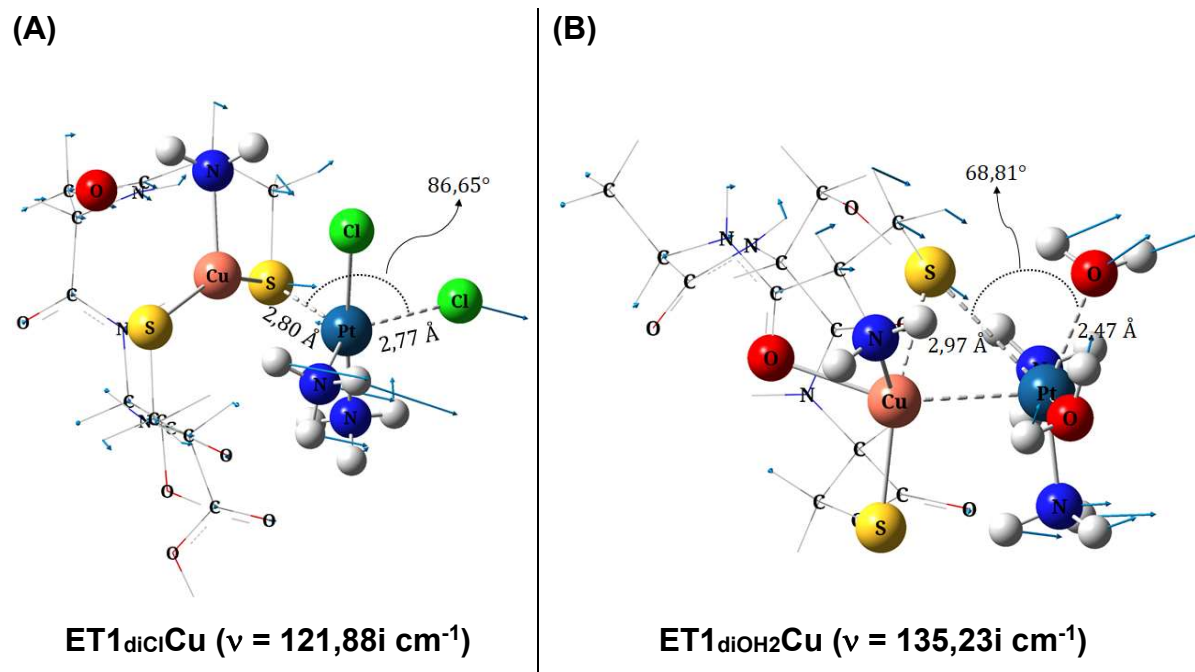 (A)
(B)
86,65°
68,81°
Cl
Cl
N
O
C
N
C
C
C
Cu
S
S
Pt
2,80 Å
2,77 Å
O
N
N
N
C
N
C
C
C
O
O
C
O
O
C
O
C
C
N
N
C
C
C
S
O
O
C
N
O
2,97 Å
2,47 Å
N
Cu
Pt
O
N
C
C
C
O
S
N
ET1diClCu (ν = 121,88i cm-1)
ET1diOH2Cu (ν = 135,23i cm-1)